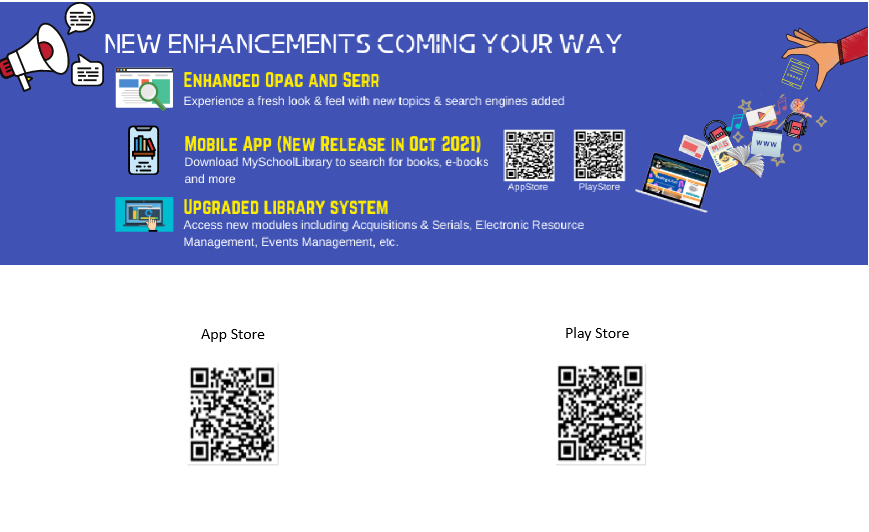 NEW ENHANCEMENTS COMING YOUR WAY
ENHANCED OPAC AND SERR
Experience a fresh look & feel with new topics & search engines added
MOBILE APP (NEW RELEASE IN OCT 2021)
Download MySchoolLibrary to search for books, e-books
and more
AppStore
PlayStore
UPGRADED LIBRARY SYSTEM
Access new modules including Acquisitions & Serials, Electronic Resource
Management, Events Management, etc.
MAG
WWW
App Store
Play Store